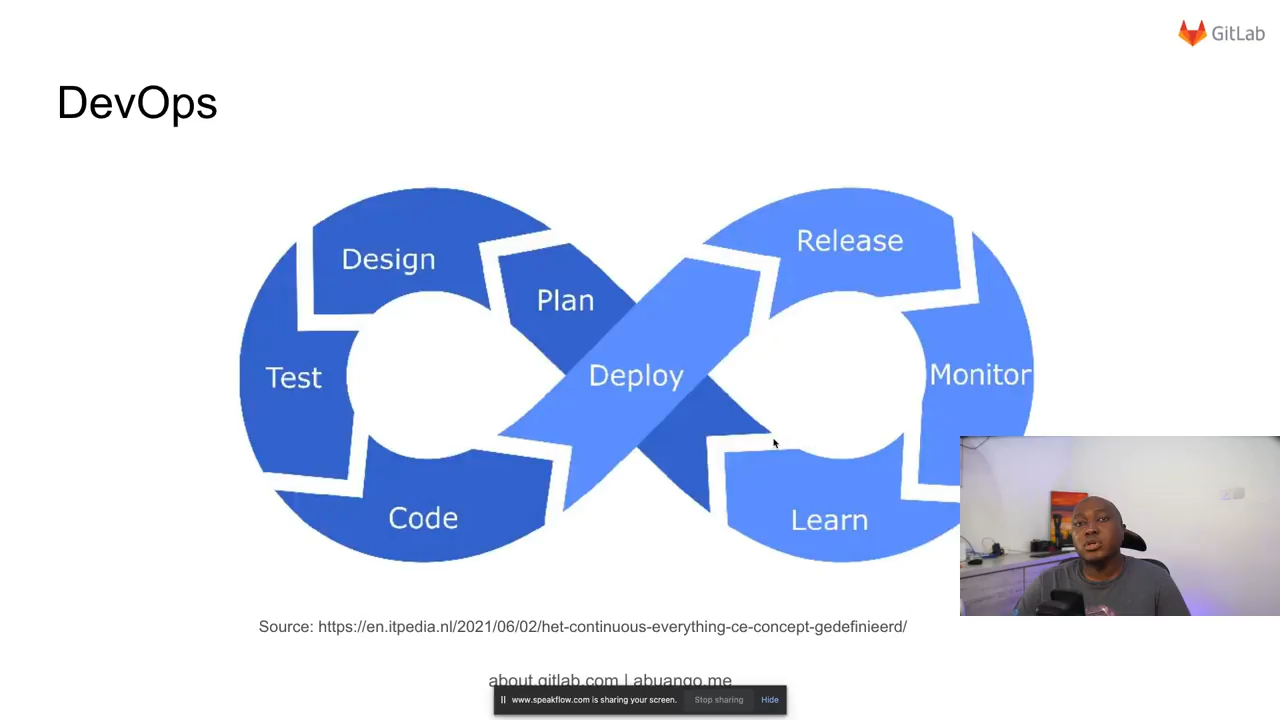 GitLab
DevOps
Design
Plan
Release
Test
Deploy
Monitor
Code
Learn
Source: https://en.itpedia.nl/2021/06/02/het-continuous-everything-ce-concept-gedefinieerd/
about.gitlab.com | abuango.me
www.speakflow.com is sharing your screen. Stop sharing Hide